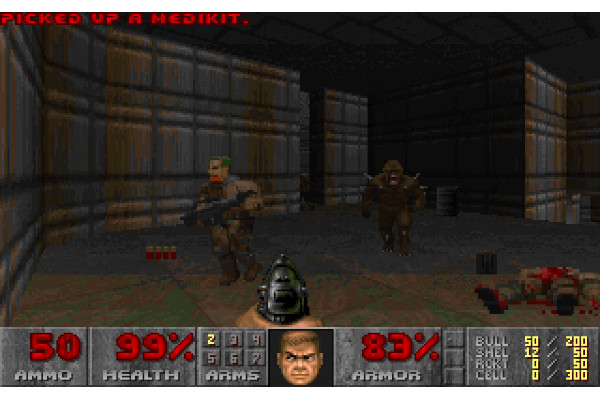 PICKED UP A MEDIKIT.
50 99% 2 3 4 83% BULL 50 / 200
SHEL 12 / 50
5 6 7 RCKT 0 / 50
AMMO HEALTH ARMS ARMOR CELL 0 / 300